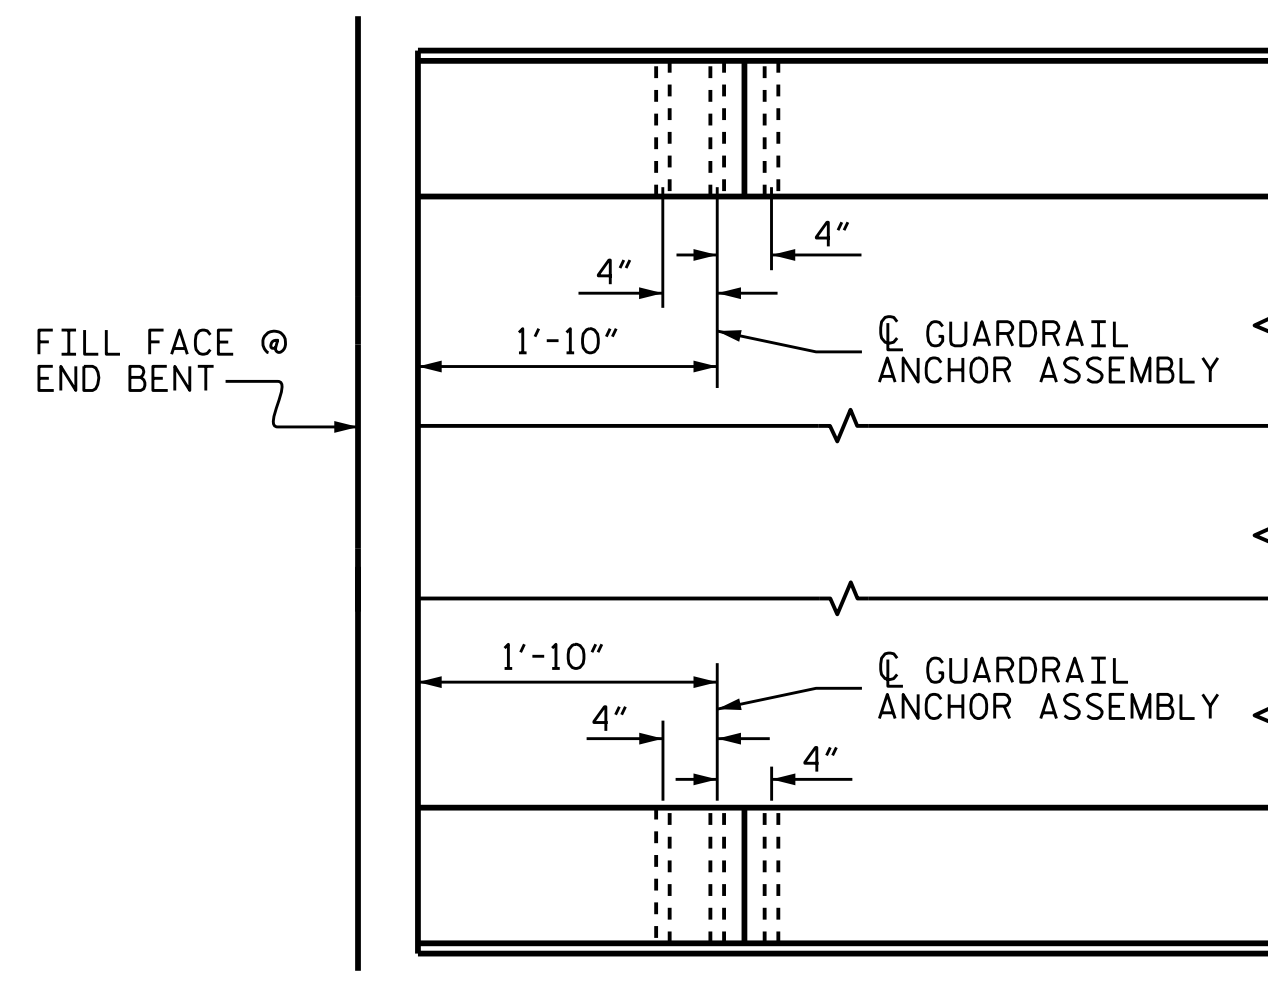 4"
4"
℄ GUARDRAIL
ANCHOR ASSEMBLY
1'-10"
FILL FACE @
END BENT
1'-10"
℄ GUARDRAIL
ANCHOR ASSEMBLY
4"
4"